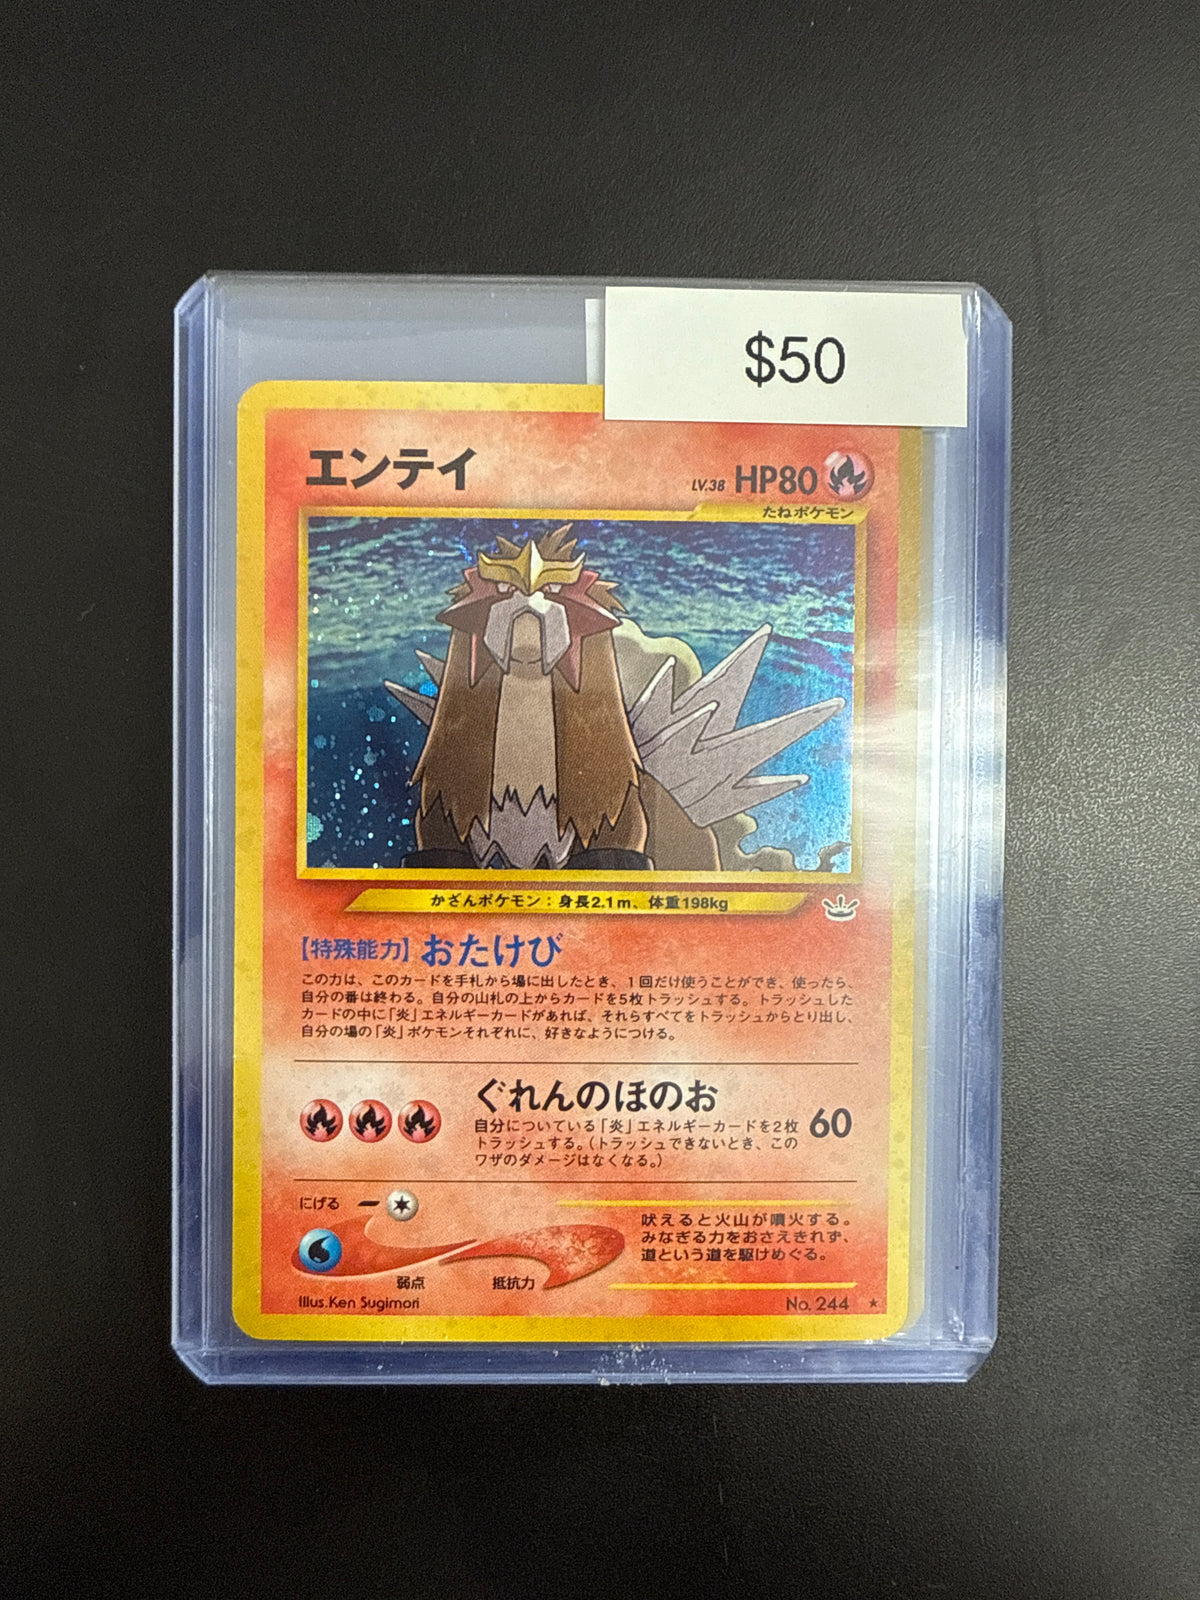 $50
エンテイ
LV.38 HP80
たねポケモン
かざんポケモン：身長2.1m、体重198kg
【特殊能力】おたけび
この力は、このカードを手札から場に出したとき、1回だけ使うことができ、使ったら、
自分の番は終わる。自分の山札の上からカードを5枚トラッシュする。トラッシュした
カードの中に「炎」エネルギーカードがあれば、それらすべてをトラッシュからとり出し、
自分の場の「炎」ポケモンそれぞれに、好きなようにつける。
ぐれんのほのお
自分についている「炎」エネルギーカードを2枚
トラッシュする。（トラッシュできないとき、この
ワザのダメージはなくなる。）
60
にげる
弱点
抵抗力
吠えると火山が噴火する。
みなぎる力をおさえきれず、
道という道を駆けめぐる。
Illus.Ken Sugimori
No. 244 ★